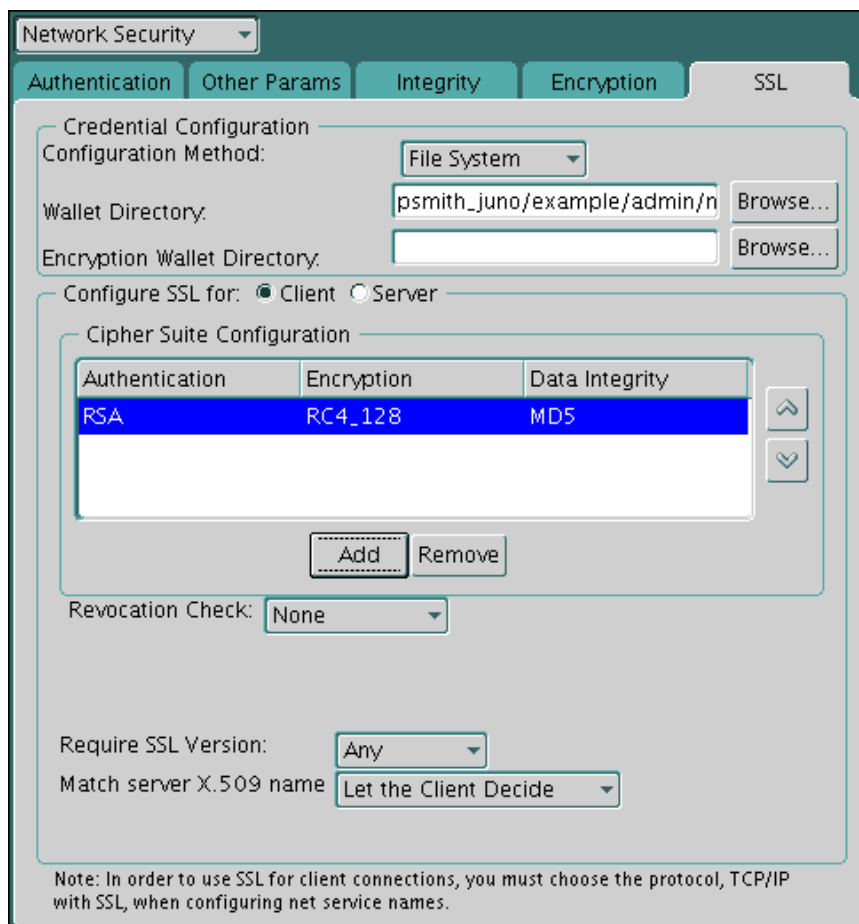 Network Security
Authentication Other Params Integrity Encryption SSL
Credential Configuration
Configuration Method: File System
Wallet Directory: psmith_juno/example/admin/n Browse...
Encryption Wallet Directory: Browse...
Configure SSL for: Client Server
Cipher Suite Configuration
Authentication Encryption Data Integrity
RSA RC4_128 MD5
Add Remove
Revocation Check: None
Require SSL Version: Any
Match server X.509 name Let the Client Decide
Note: In order to use SSL for client connections, you must choose the protocol, TCP/IP
with SSL, when configuring net service names.